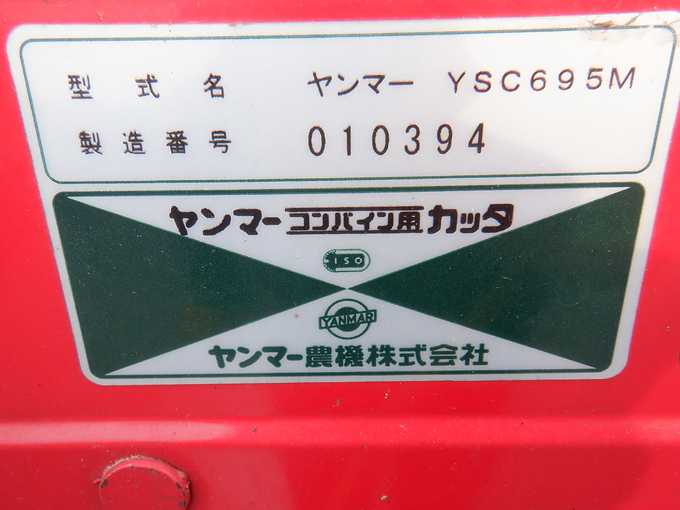 型式名 ヤンマー YSC695M
製造番号 010394
ヤンマーコンバイン用カッタ
ISO
YANMAR
ヤンマー農機株式会社